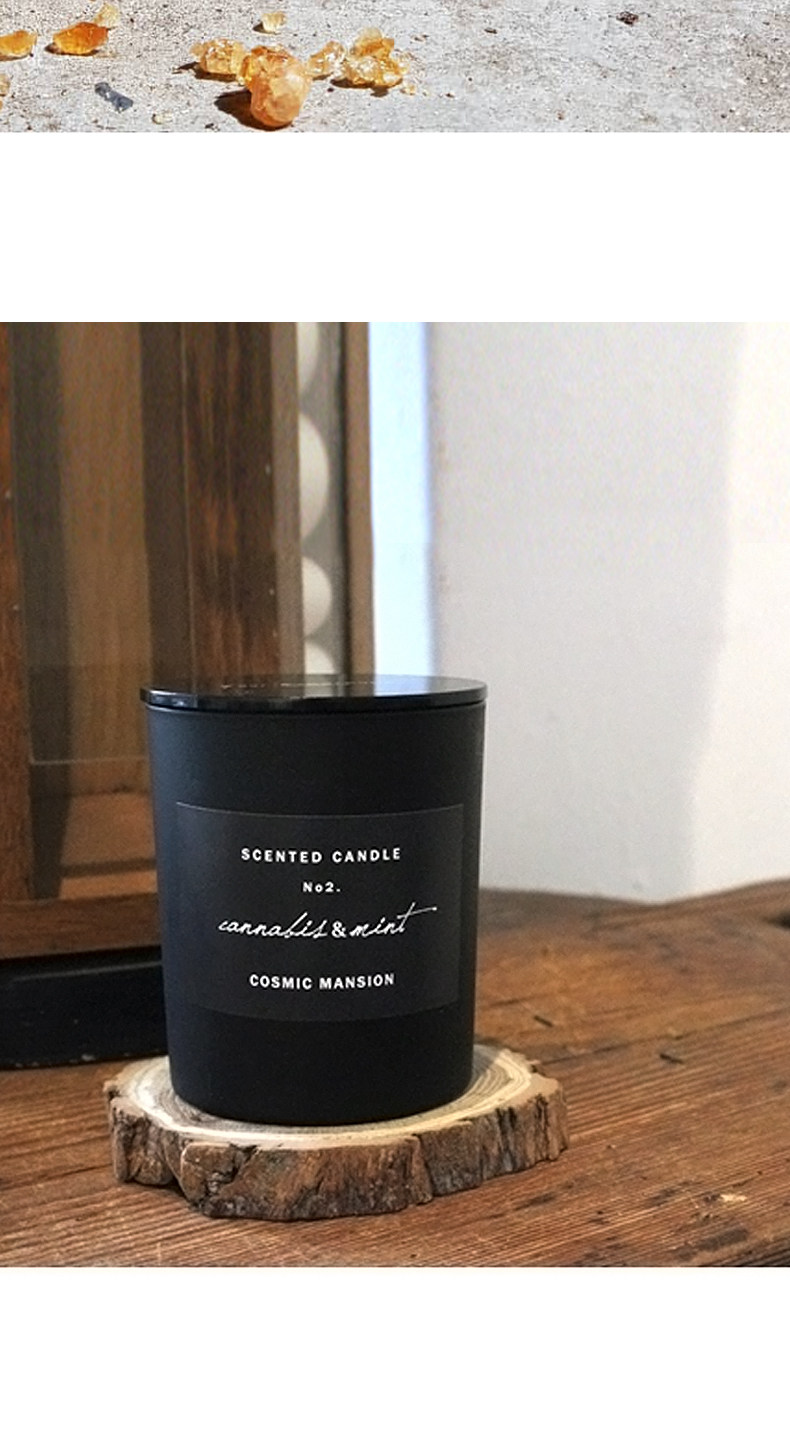 SCENTED CANDLE
No2.
cannabis & mint
COSMIC MANSION